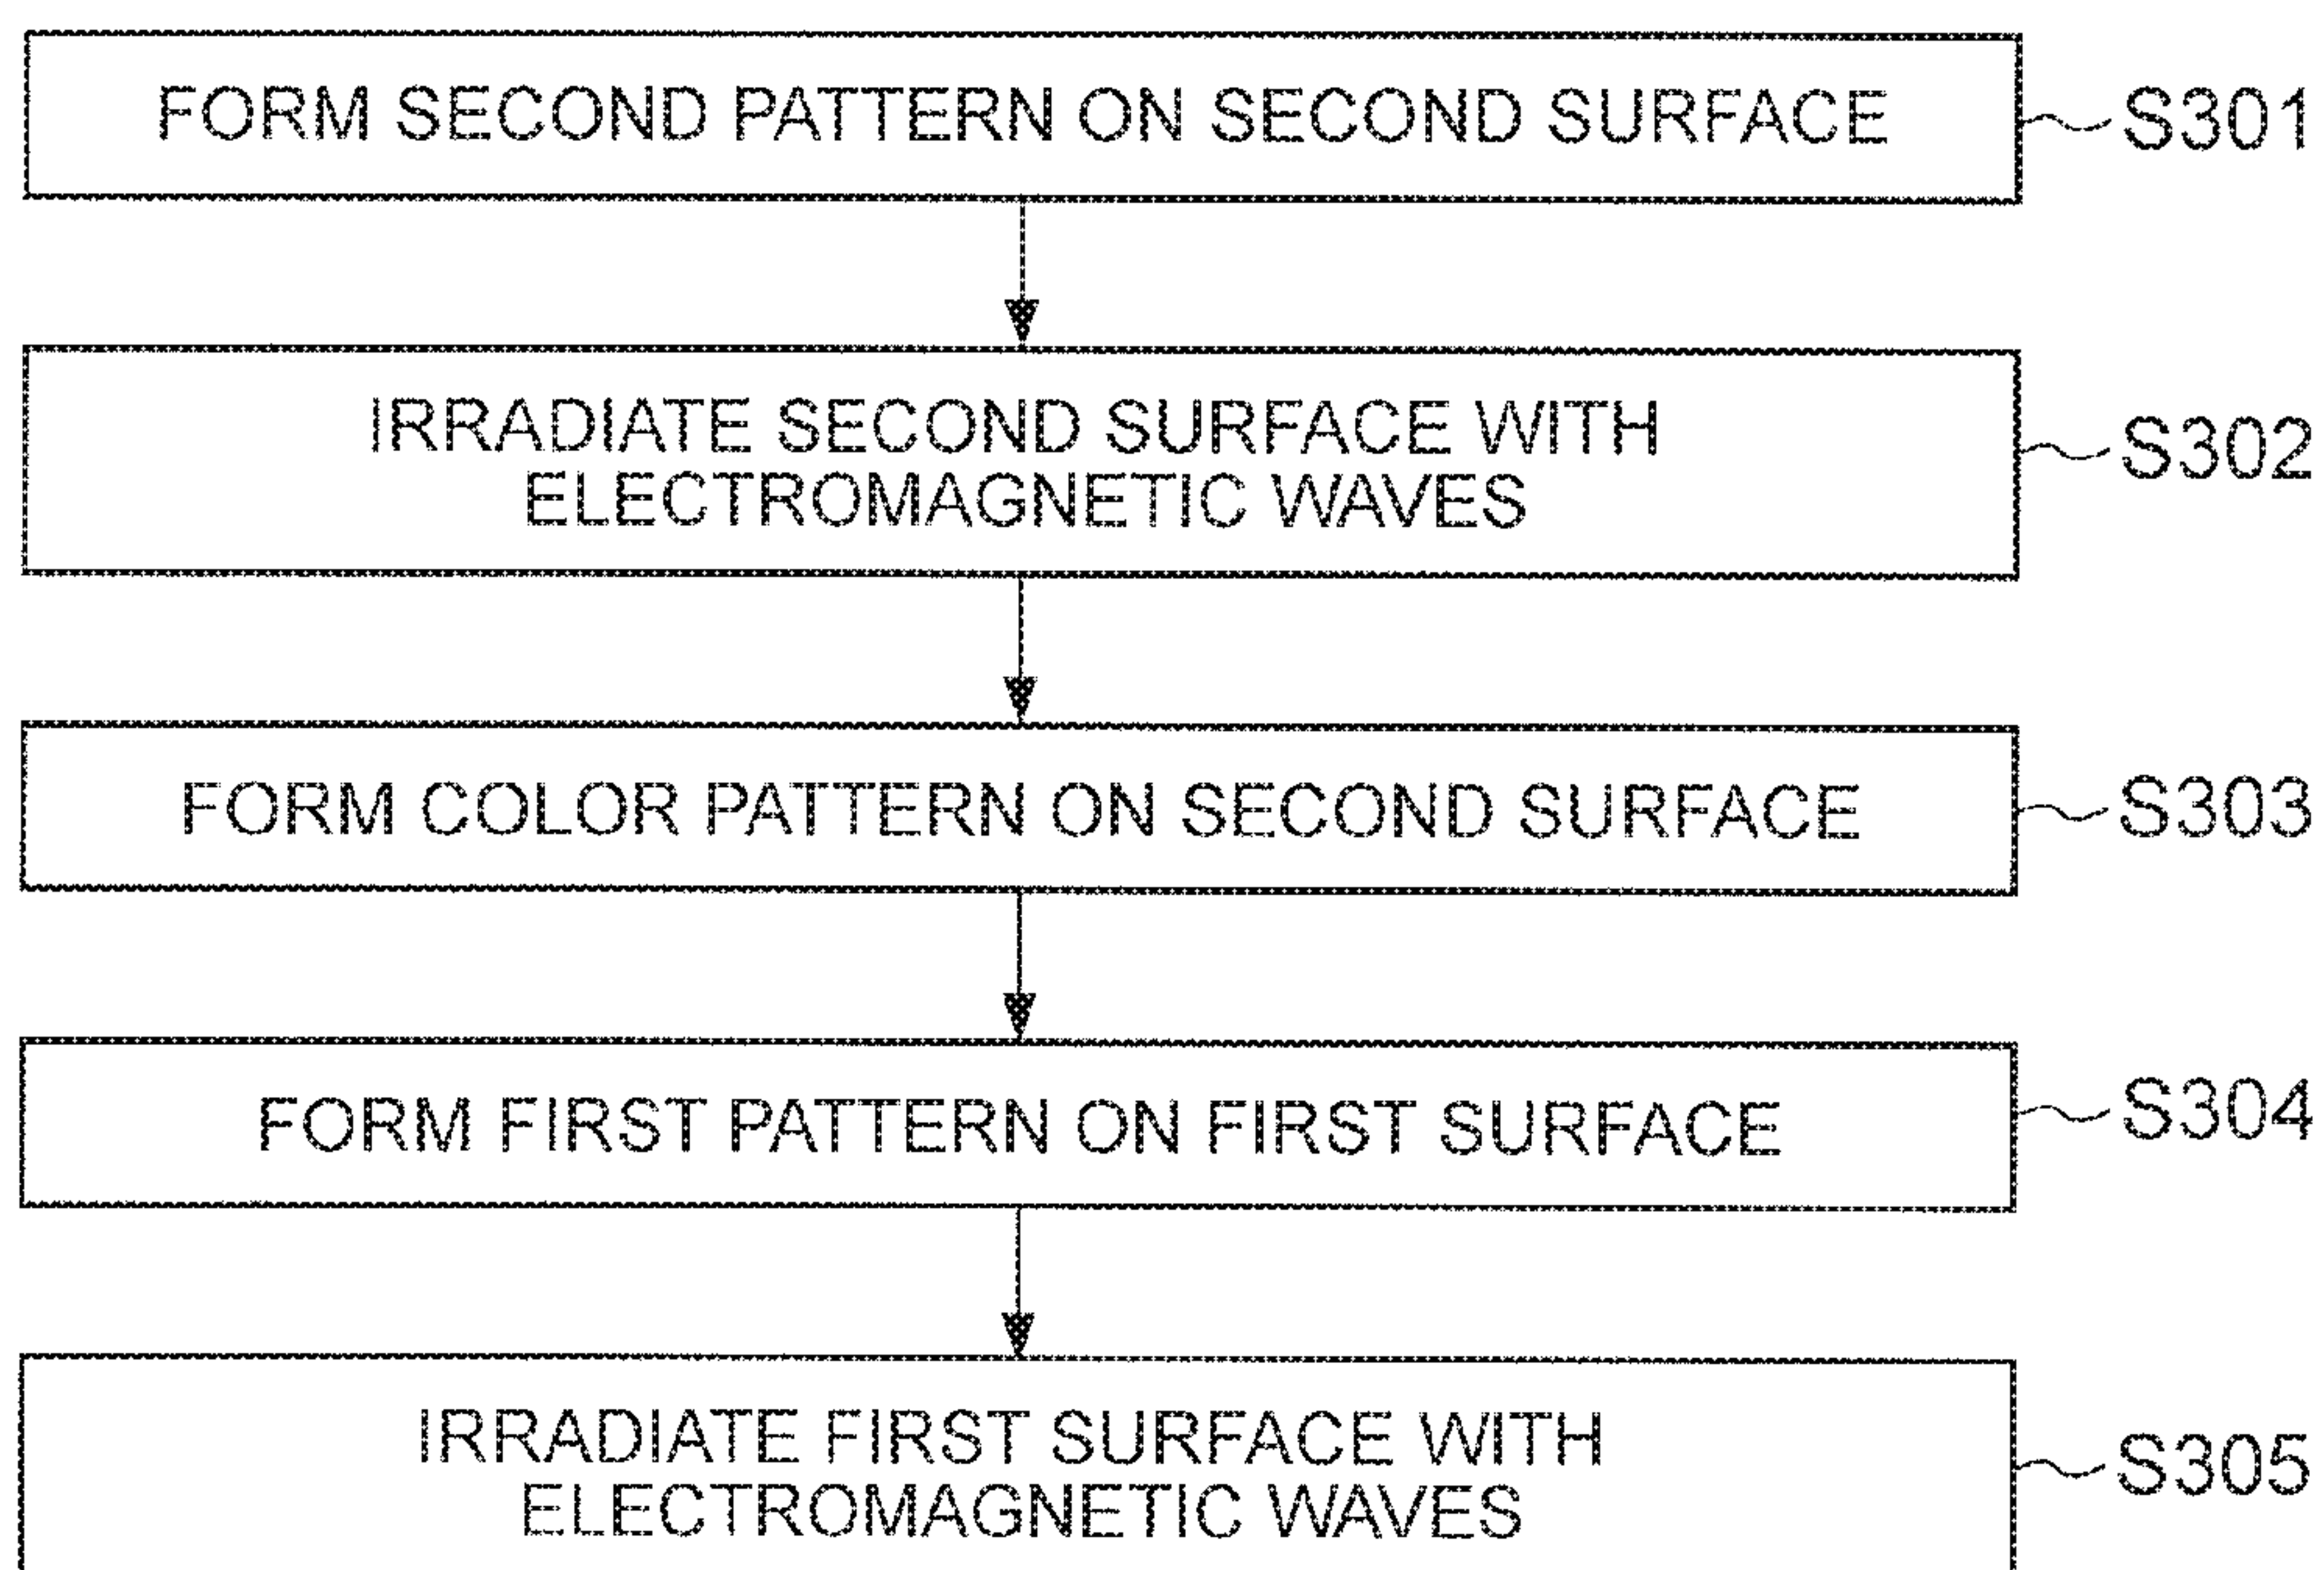 FORM SECOND PATTERN ON SECOND SURFACE
S301
IRRADIATE SECOND SURFACE WITH
ELECTROMAGNETIC WAVES
S302
FORM COLOR PATTERN ON SECOND SURFACE
S303
FORM FIRST PATTERN ON FIRST SURFACE
S304
IRRADIATE FIRST SURFACE WITH
ELECTROMAGNETIC WAVES
S305